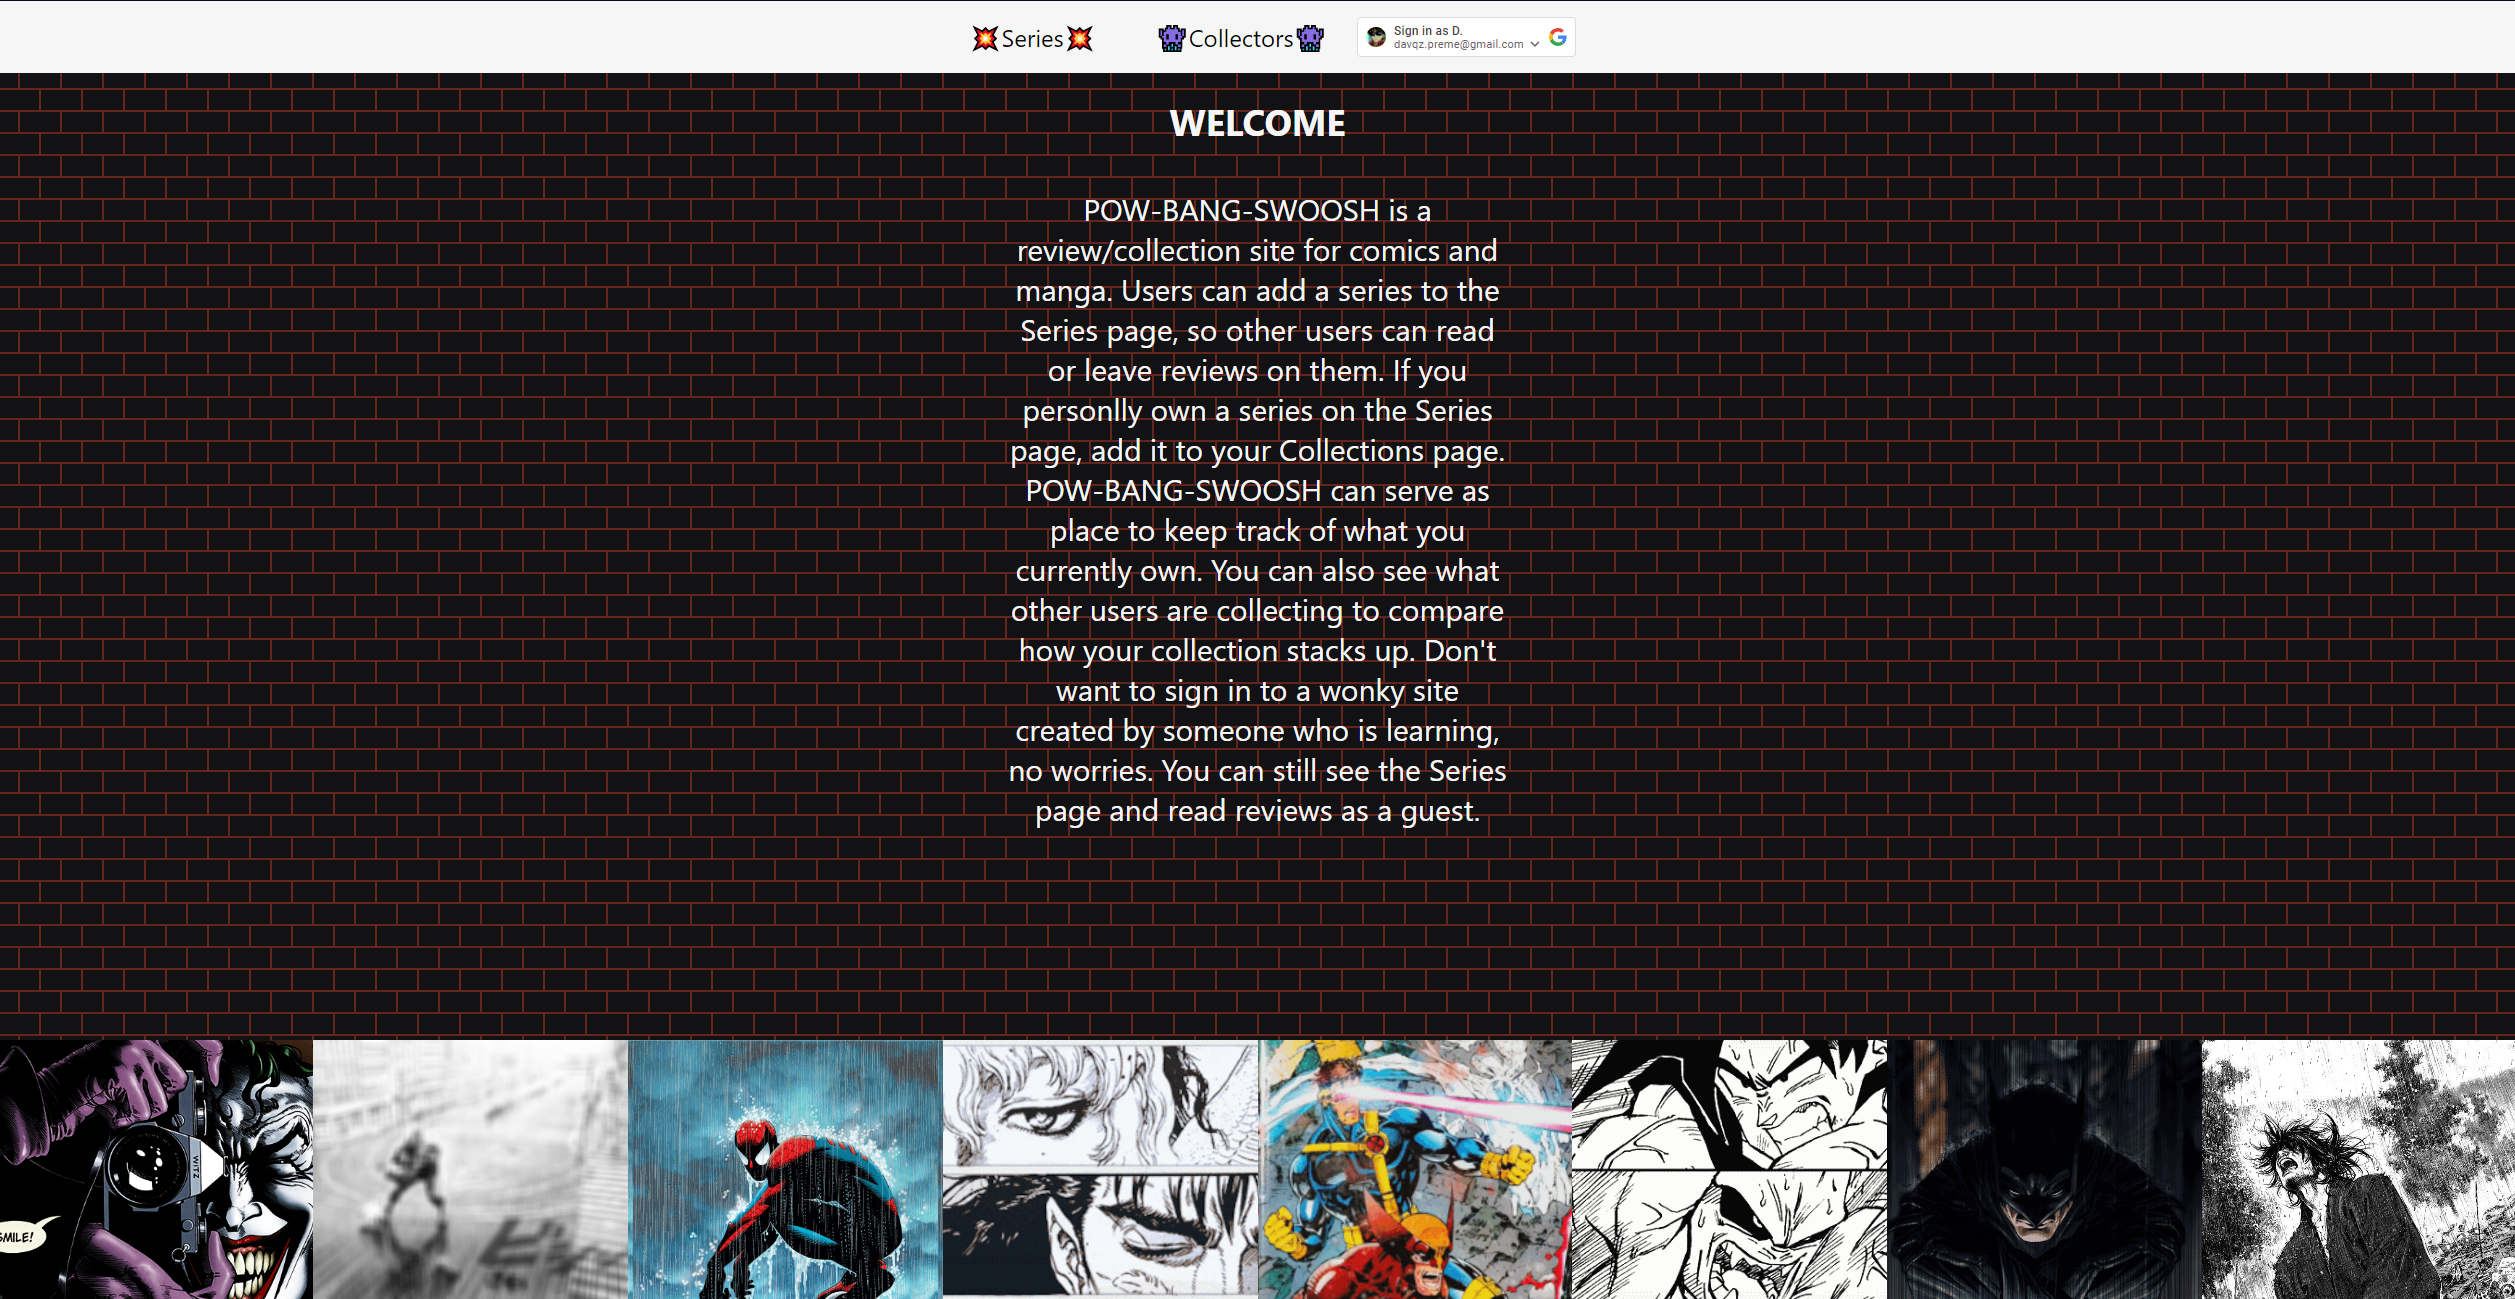 💥Series💥
👾Collectors👾
Sign in as D.
davqz.preme@gmail.com
WELCOME
POW-BANG-SWOOSH is a
review/collection site for comics and
manga. Users can add a series to the
Series page, so other users can read
or leave reviews on them. If you
personlly own a series on the Series
page, add it to your Collections page.
POW-BANG-SWOOSH can serve as
place to keep track of what you
currently own. You can also see what
other users are collecting to compare
how your collection stacks up. Don't
want to sign in to a wonky site
created by someone who is learning,
no worries. You can still see the Series
page and read reviews as a guest.
WITZ
SMILE!